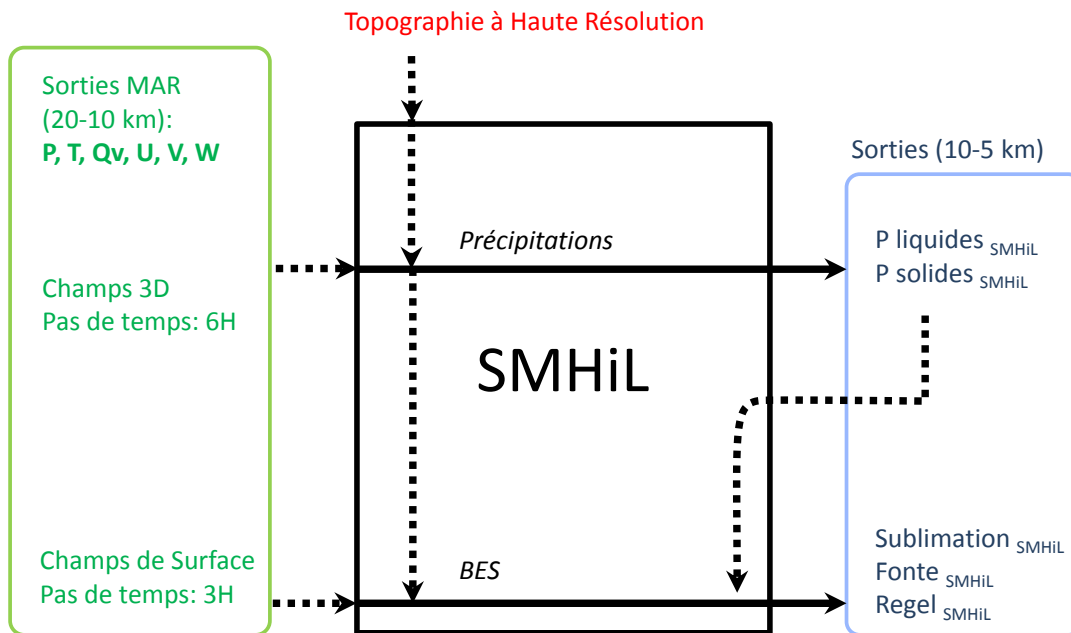 Topographie à Haute Résolution
Sorties MAR
(20-10 km):
P, T, Qv, U, V, W
Champs 3D
Pas de temps: 6H
Champs de Surface
Pas de temps: 3H
Précipitations
SMHiL
BES
Sorties (10-5 km)
P liquides SMHiL
P solides SMHiL
Sublimation SMHiL
Fonte SMHiL
Regel SMHiL